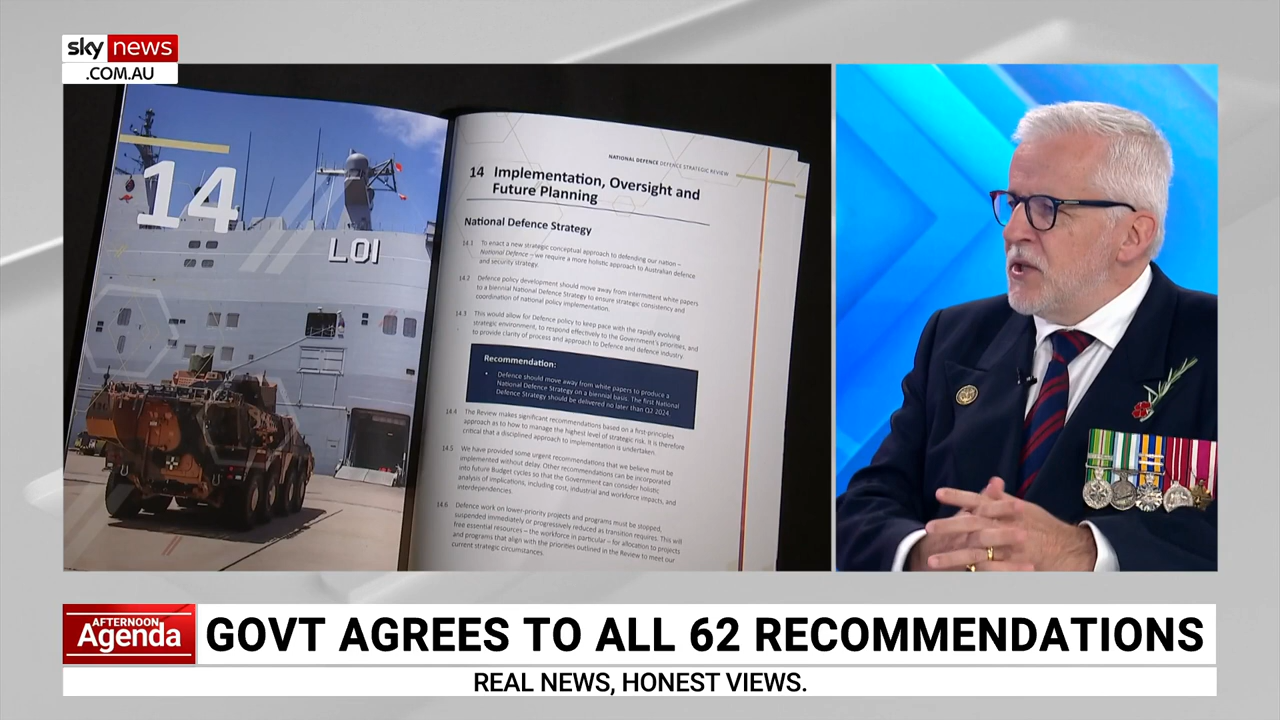 sky news
.COM.AU
14
LOI
NATIONAL DEFENCE DEFENCE STRATEGIC REVIEW
14 Implementation, Oversight and
Future Planning
National Defence Strategy
14.1 To enact a new strategic conceptual approach to defending our nation –
National Defence – we require a more holistic approach to Australian defence
and security strategy.
14.2 Defence policy development should move away from intermittent white papers
to a biennial National Defence Strategy to ensure strategic consistency and
coordination of national policy implementation.
14.3 This would allow for Defence policy to keep pace with the rapidly evolving
strategic environment, to respond effectively to the Government's priorities, and
to provide clarity of process and approach to Defence and defence industry.
Recommendation:
• Defence should move away from white papers to produce a
National Defence Strategy on a biennial basis. The first National
Defence Strategy should be delivered no later than Q2 2024.
14.4 The Review makes significant recommendations based on a first-principles
approach as to how to manage the highest level of strategic risk. It is therefore
critical that a disciplined approach to implementation is undertaken.
14.5 We have provided some urgent recommendations that we believe must be
implemented without delay. Other recommendations can be incorporated
into future Budget cycles so that the Government can consider holistic
analysis of implications, including cost, industrial and workforce impacts, and
interdependencies.
14.6 Defence work on lower-priority projects and programs must be stopped,
suspended immediately or progressively reduced as transition requires. This will
free essential resources – the workforce in particular – for allocation to projects
and programs that align with the priorities outlined in the Review to meet our
current strategic circumstances.
AFTERNOON
Agenda
GOVT AGREES TO ALL 62 RECOMMENDATIONS
REAL NEWS, HONEST VIEWS.